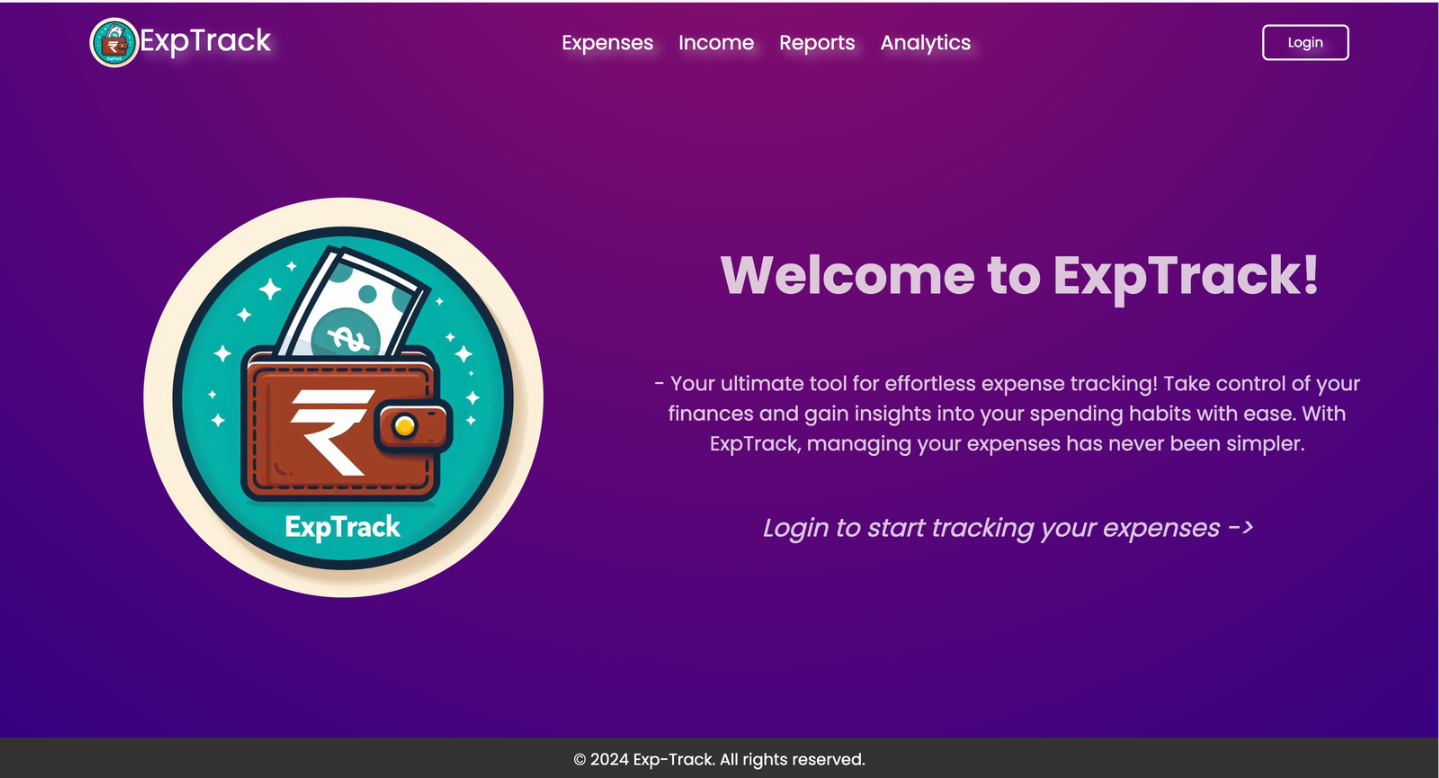 ExpTrack
Expenses Income Reports Analytics
Login
Welcome to ExpTrack!
- Your ultimate tool for effortless expense tracking! Take control of your
finances and gain insights into your spending habits with ease. With
ExpTrack, managing your expenses has never been simpler.
Login to start tracking your expenses ->
₹
ExpTrack
© 2024 Exp-Track. All rights reserved.